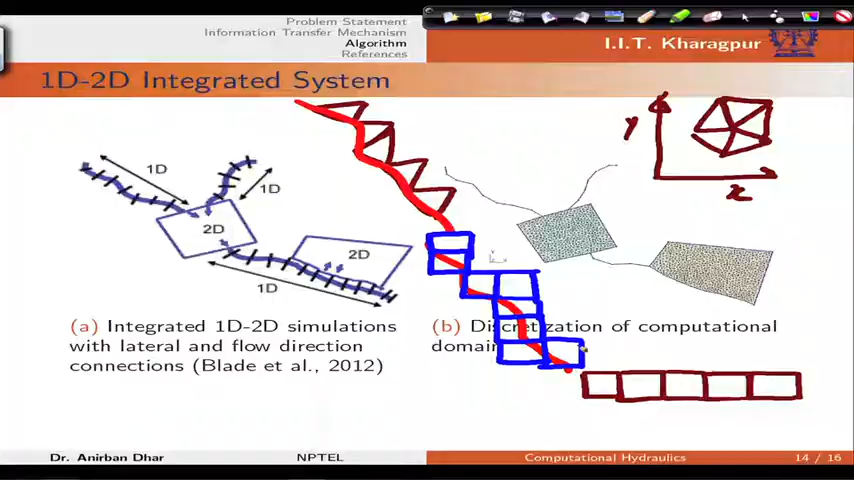 Problem Statement
Information Transfer Mechanism
Algorithm
References
I.I.T. Kharagpur
1D-2D Integrated System
1D
1D
2D
2D
1D
y
x
(a) Integrated 1D-2D simulations
with lateral and flow direction
connections (Blade et al., 2012)
(b) Discretization of computational
domain
Dr. Anirban Dhar
NPTEL
Computational Hydraulics
14 / 16